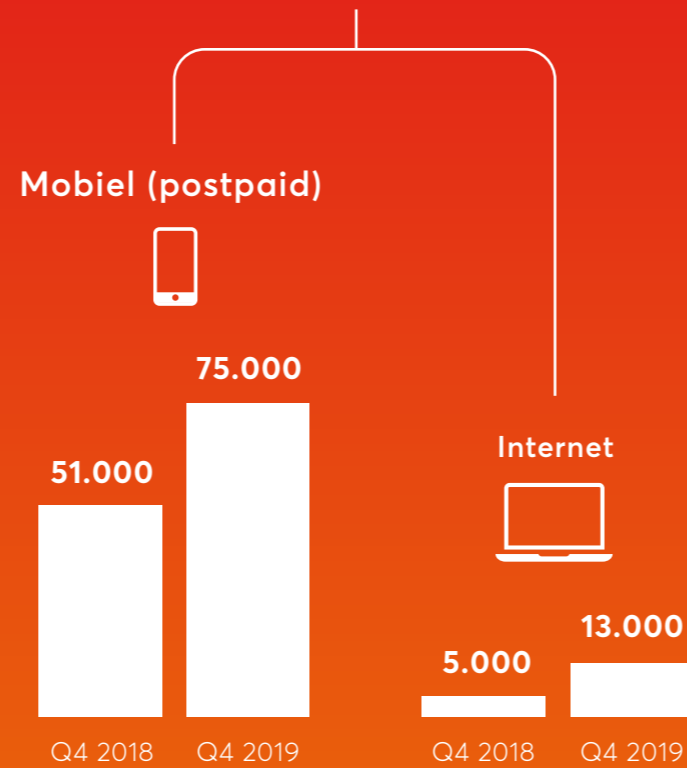 Mobiel (postpaid)
75.000
51.000
Q4 2018 Q4 2019
Internet
13.000
5.000
Q4 2018 Q4 2019